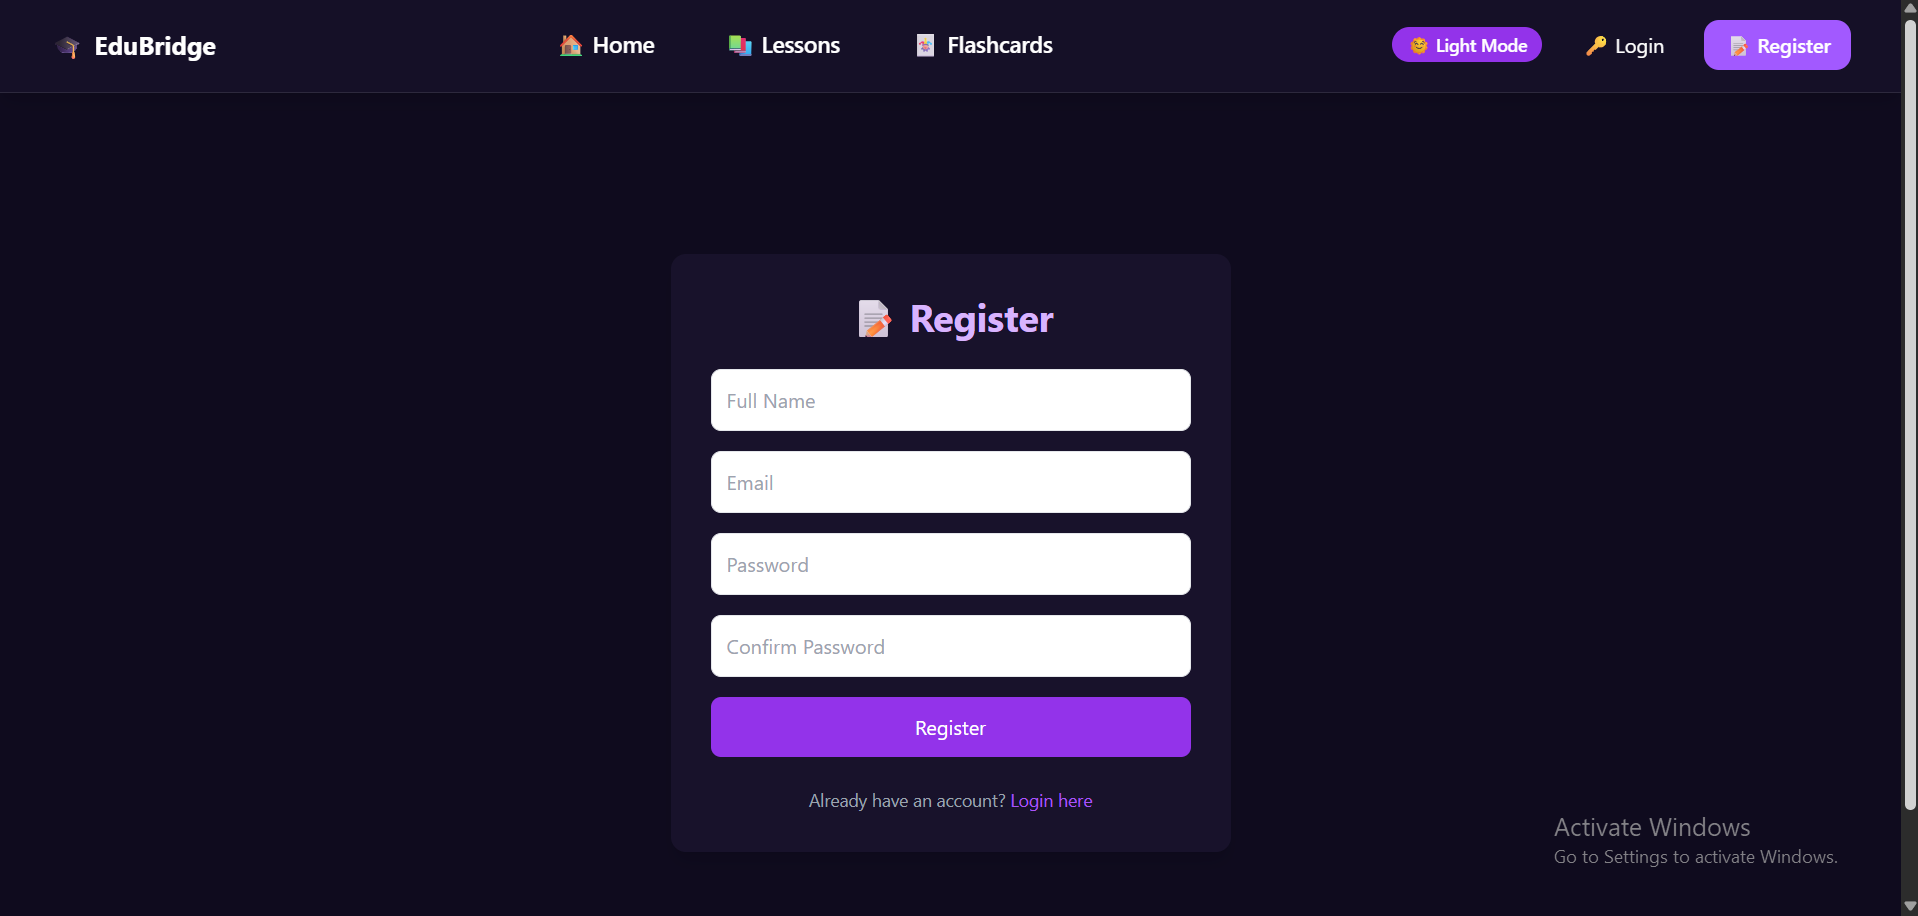 EduBridge
Home
Lessons
Flashcards
Light Mode
Login
Register
Register
Full Name
Email
Password
Confirm Password
Register
Already have an account? Login here
Activate Windows
Go to Settings to activate Windows.